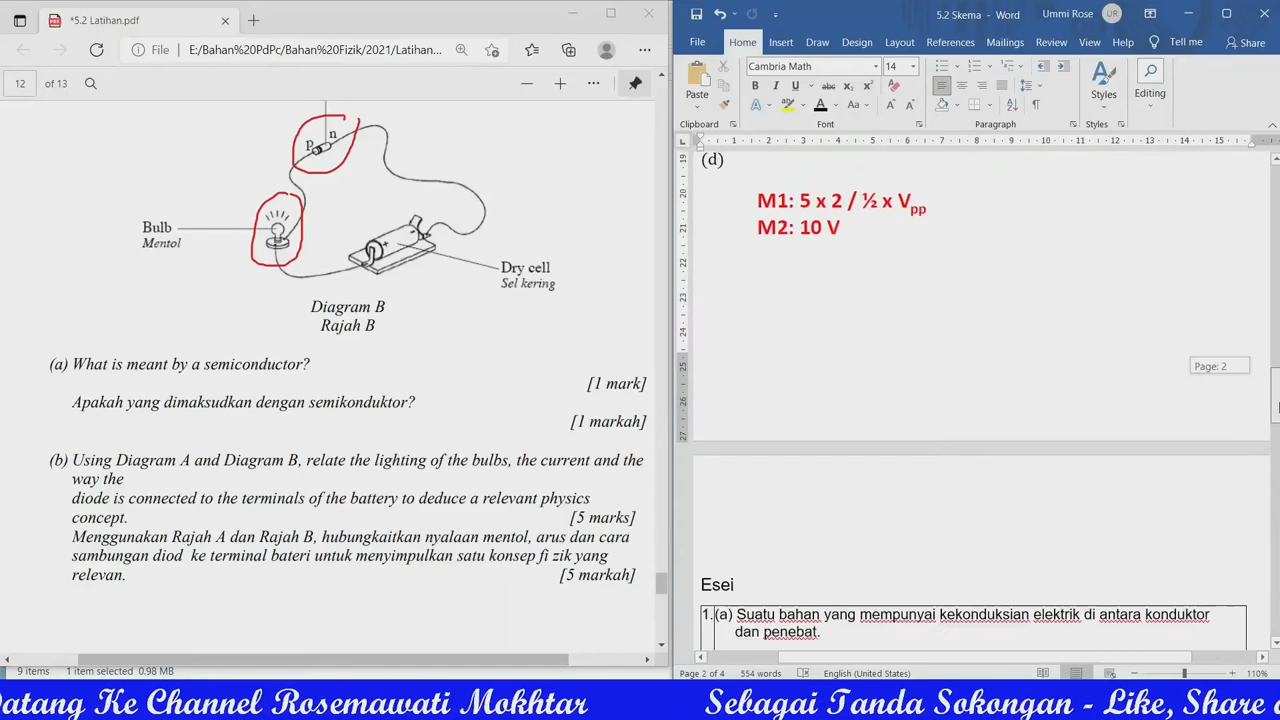 *5.2 Latihan.pdf
File
E:/Bahan%20PdPc/Bahan%20Fizik/2021/Latihan...
12 of 13
n
p
Bulb
Mentol
Dry cell
Sel kering
Diagram B
Rajah B
(a) What is meant by a semiconductor?
[1 mark]
Apakah yang dimaksudkan dengan semikonduktor?
[1 markah]
(b) Using Diagram A and Diagram B, relate the lighting of the bulbs, the current and the
way the
diode is connected to the terminals of the battery to deduce a relevant physics
concept. [5 marks]
Menggunakan Rajah A dan Rajah B, hubungkaitkan nyalaan mentol, arus dan cara
sambungan diod ke terminal bateri untuk menyimpulkan satu konsep fi zik yang
relevan. [5 markah]
9 items 1 item selected 0.98 MB
5.2 Skema - Word Ummi Rose UR
File Home Insert Draw Design Layout References Mailings Review View Help Tell me Share
Cambria Math 14
Paste Styles Editing
Clipboard Font Paragraph Styles
(d)
M1: 5 x 2 / ½ x Vpp
M2: 10 V
Page: 2
Esei
1.(a) Suatu bahan yang mempunyai kekonduksian elektrik di antara konduktor
dan penebat.
Page 2 of 4 554 words English (United States) 110%
Datang Ke Channel Rosemawati Mokhtar Sebagai Tanda Sokongan - Like, Share